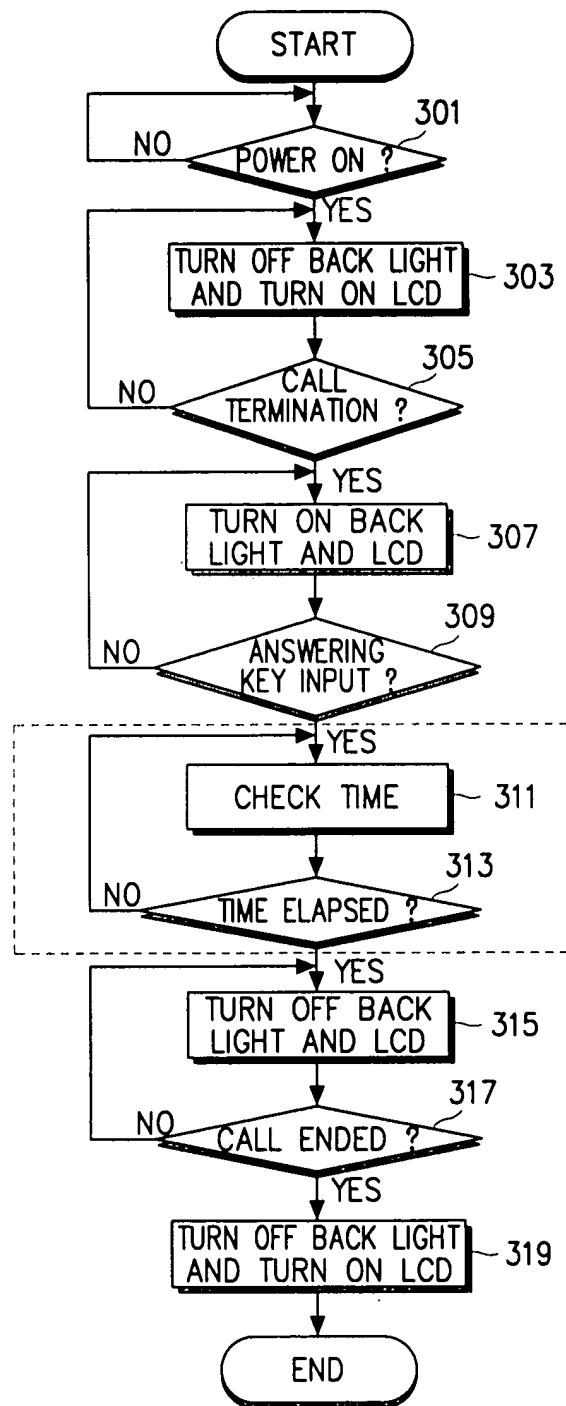 START
301
NO
POWER ON ?
YES
TURN OFF BACK LIGHT
AND TURN ON LCD
303
305
NO
CALL
TERMINATION ?
YES
TURN ON BACK
LIGHT AND LCD
307
309
NO
ANSWERING
KEY INPUT ?
YES
CHECK TIME
311
313
NO
TIME ELAPSED ?
YES
TURN OFF BACK
LIGHT AND LCD
315
317
NO
CALL ENDED ?
YES
TURN OFF BACK LIGHT
AND TURN ON LCD
319
END